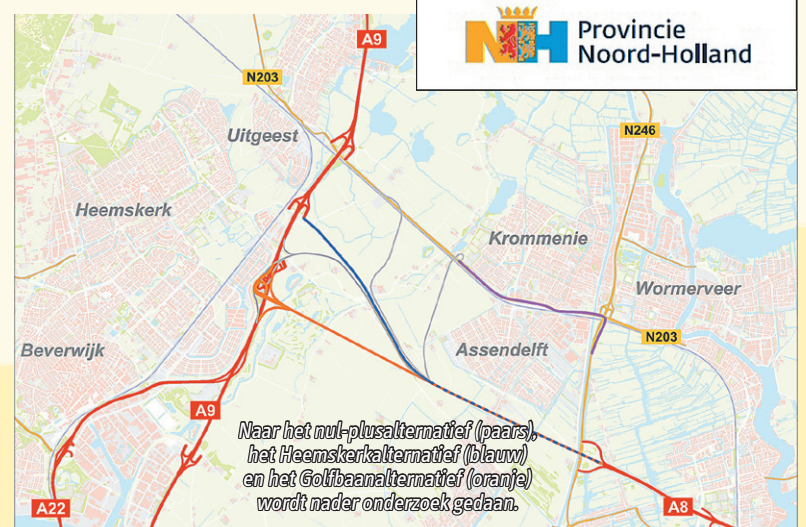 Provincie
Noord-Holland
A9
N203
N246
Uitgeest
Heemskerk
Krommenie
Wormerveer
N203
Assendelft
Beverwijk
A9
Naar het nul-plusalternatief (paars),
het Heemskerkalternatief (blauw)
en het Golfbaanalternatief (oranje)
wordt nader onderzoek gedaan.
A22
A8